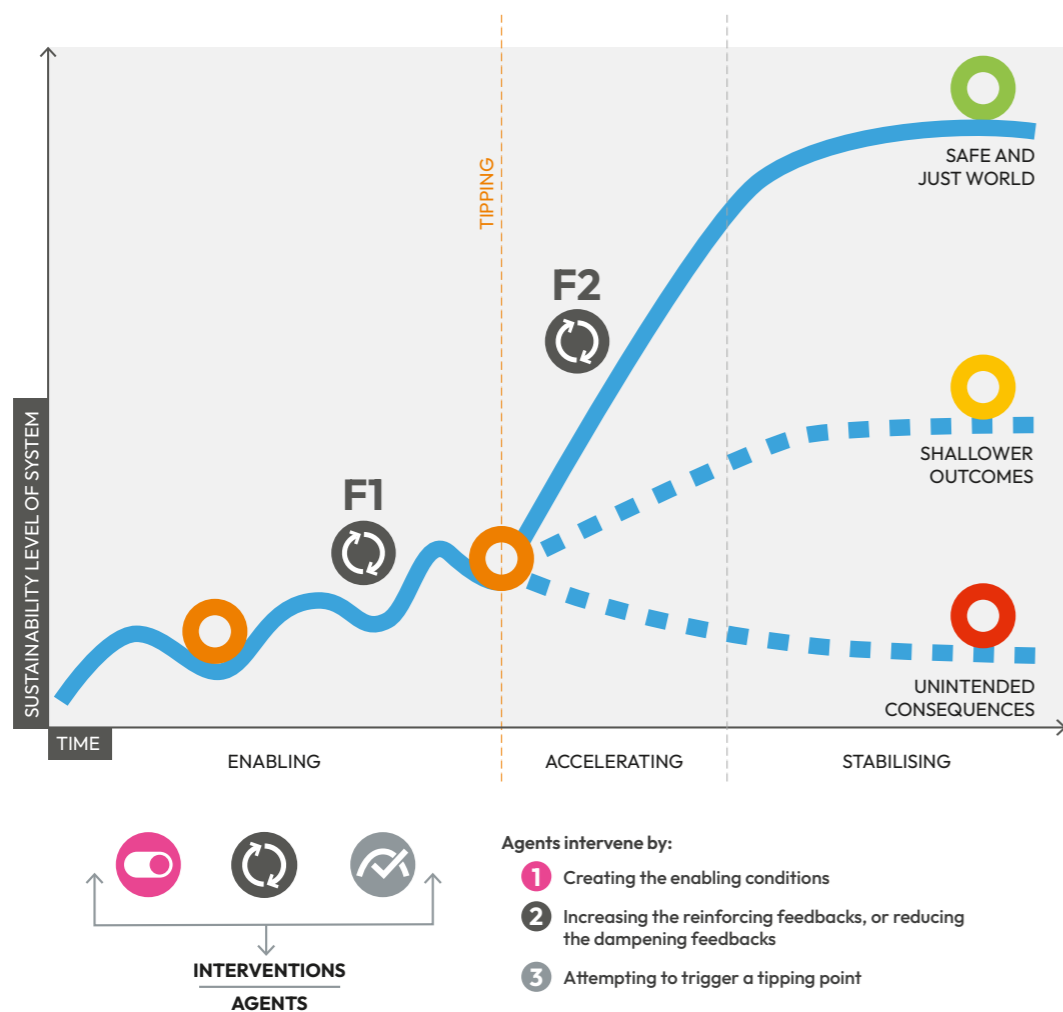 TIPPING
SAFE AND
JUST WORLD
F2
SHALLOWER
OUTCOMES
F1
SUSTAINABILITY LEVEL OF SYSTEM
UNINTENDED
CONSEQUENCES
TIME
ENABLING
ACCELERATING
STABILISING
INTERVENTIONS
AGENTS
Agents intervene by:
1 Creating the enabling conditions
2 Increasing the reinforcing feedbacks, or reducing
the dampening feedbacks
3 Attempting to trigger a tipping point